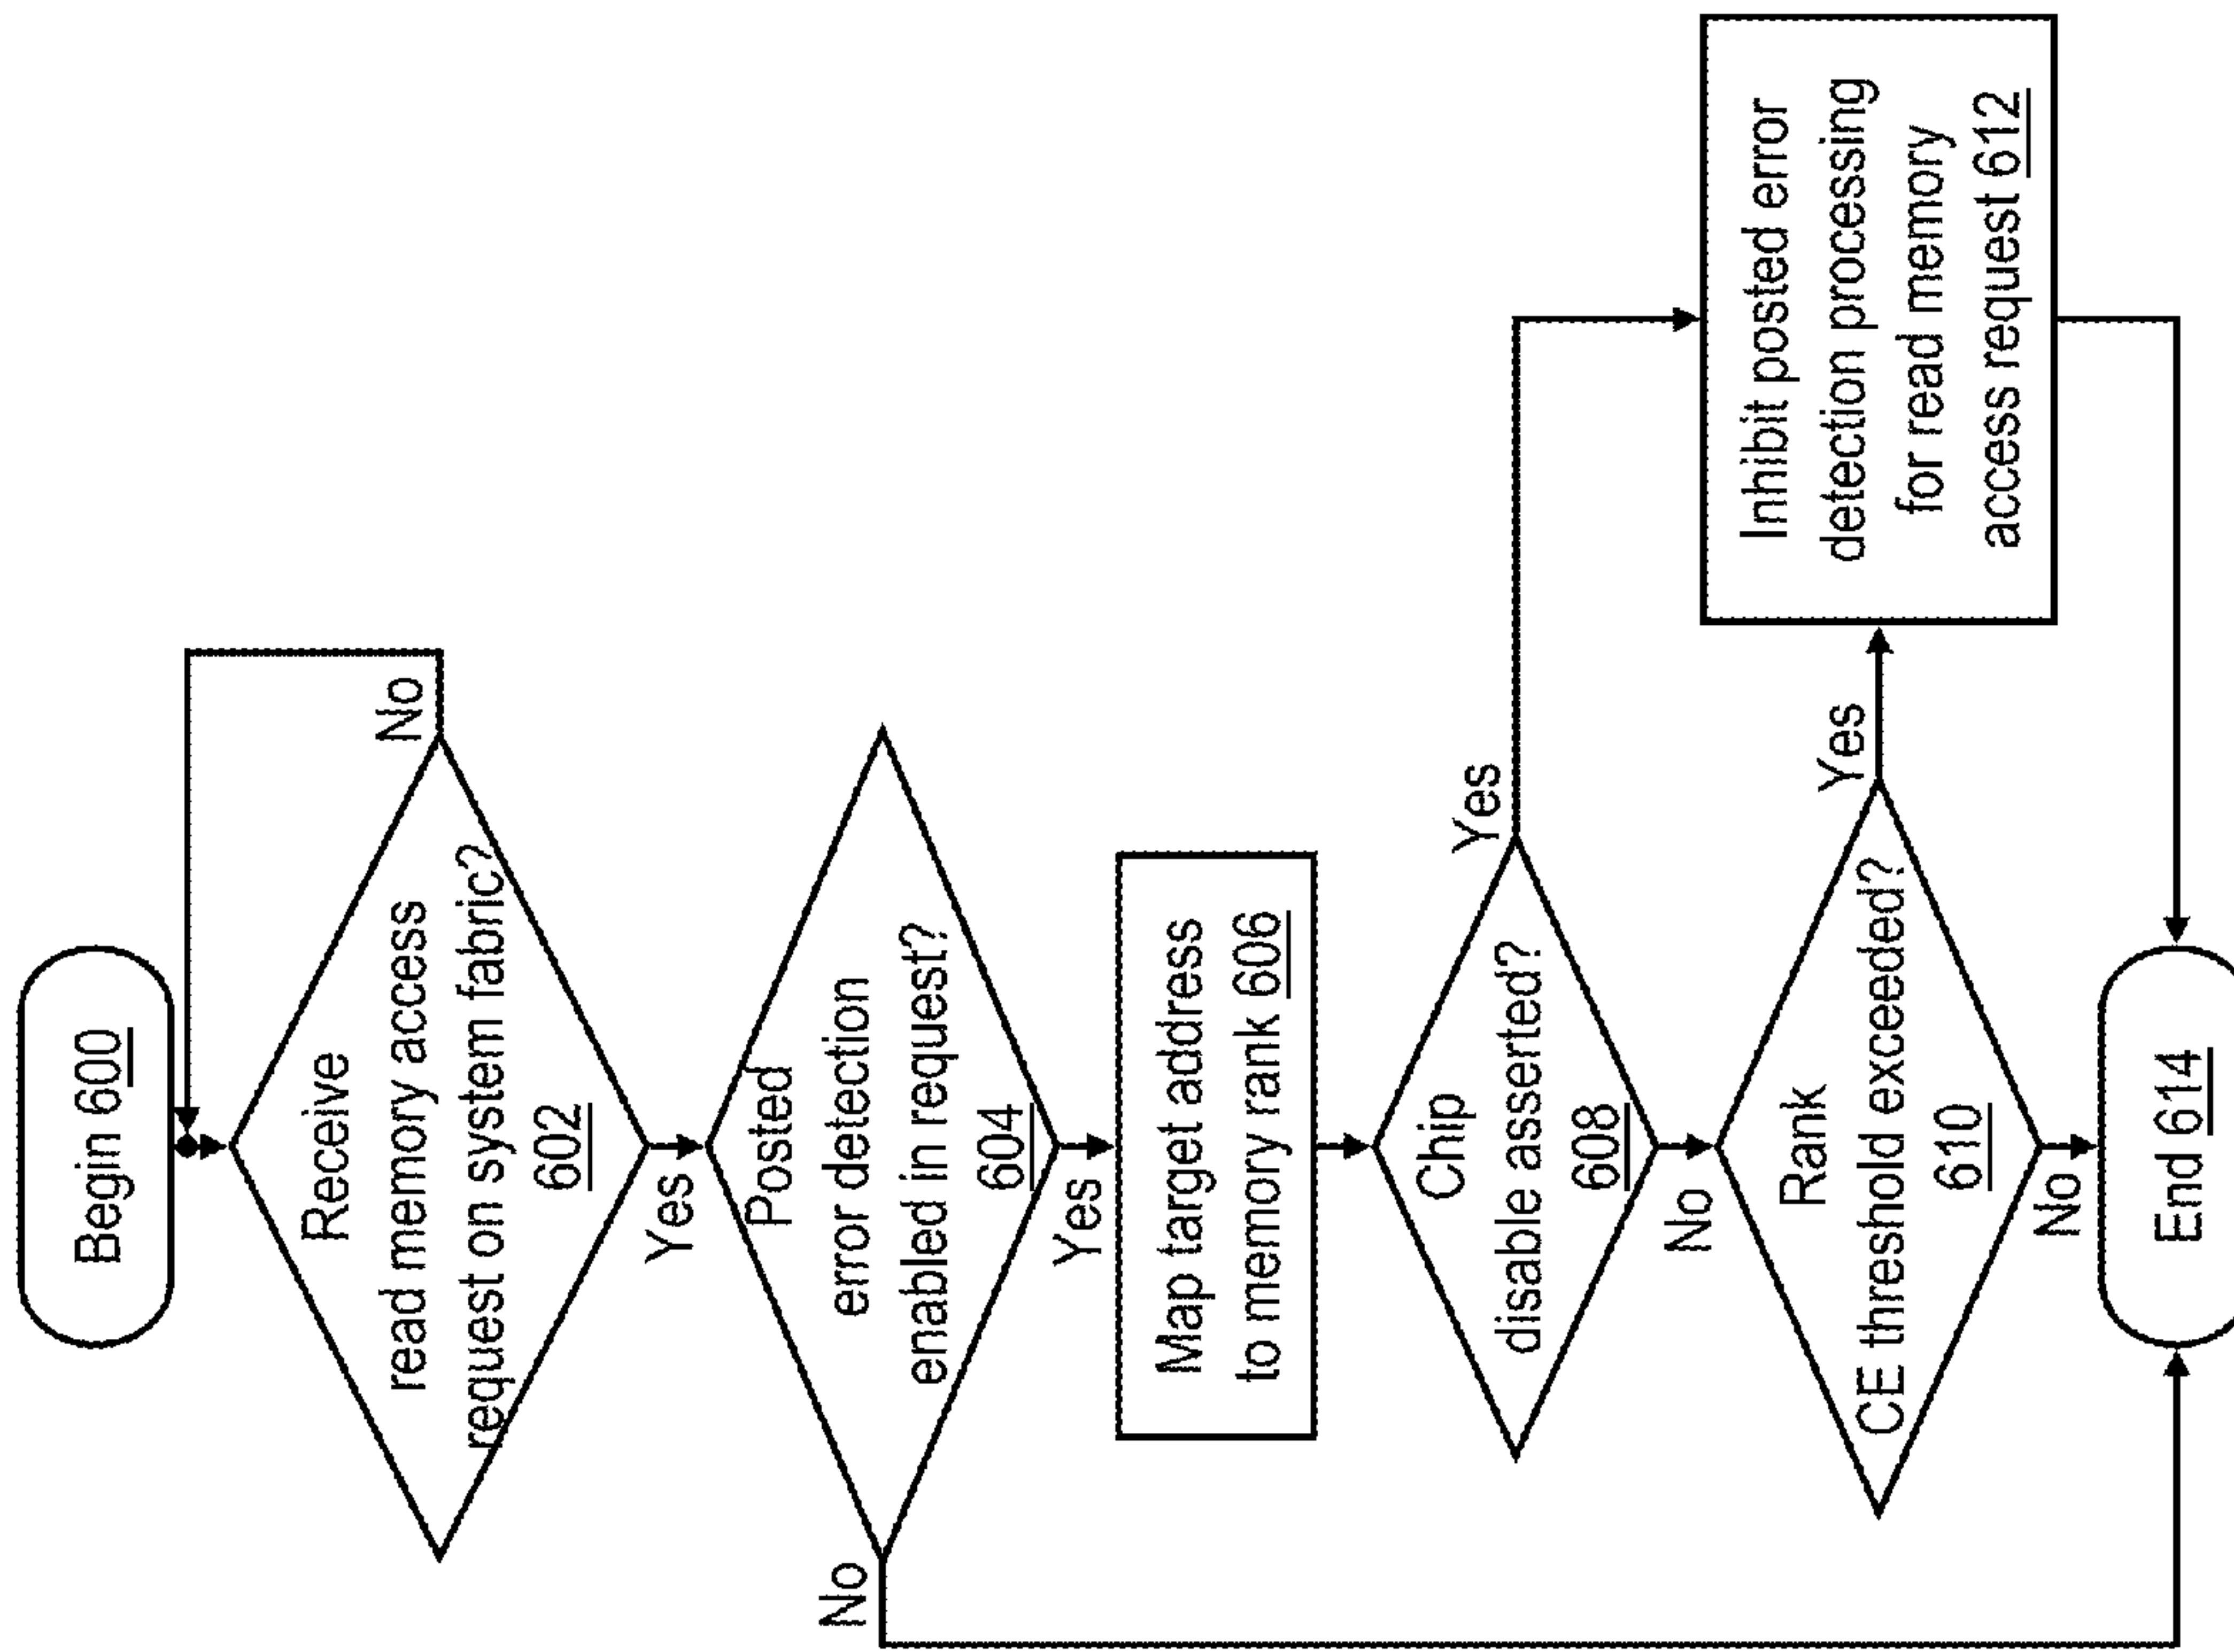 Begin 600
Receive
read memory access
request on system fabric?
602
No
Yes
Posted
error detection
enabled in request?
604
No
Yes
Map target address
to memory rank 606
Chip
disable asserted?
608
Yes
No
Rank
CE threshold exceeded?
610
Yes
No
Inhibit posted error
detection processing
for read memory
access request 612
End 614